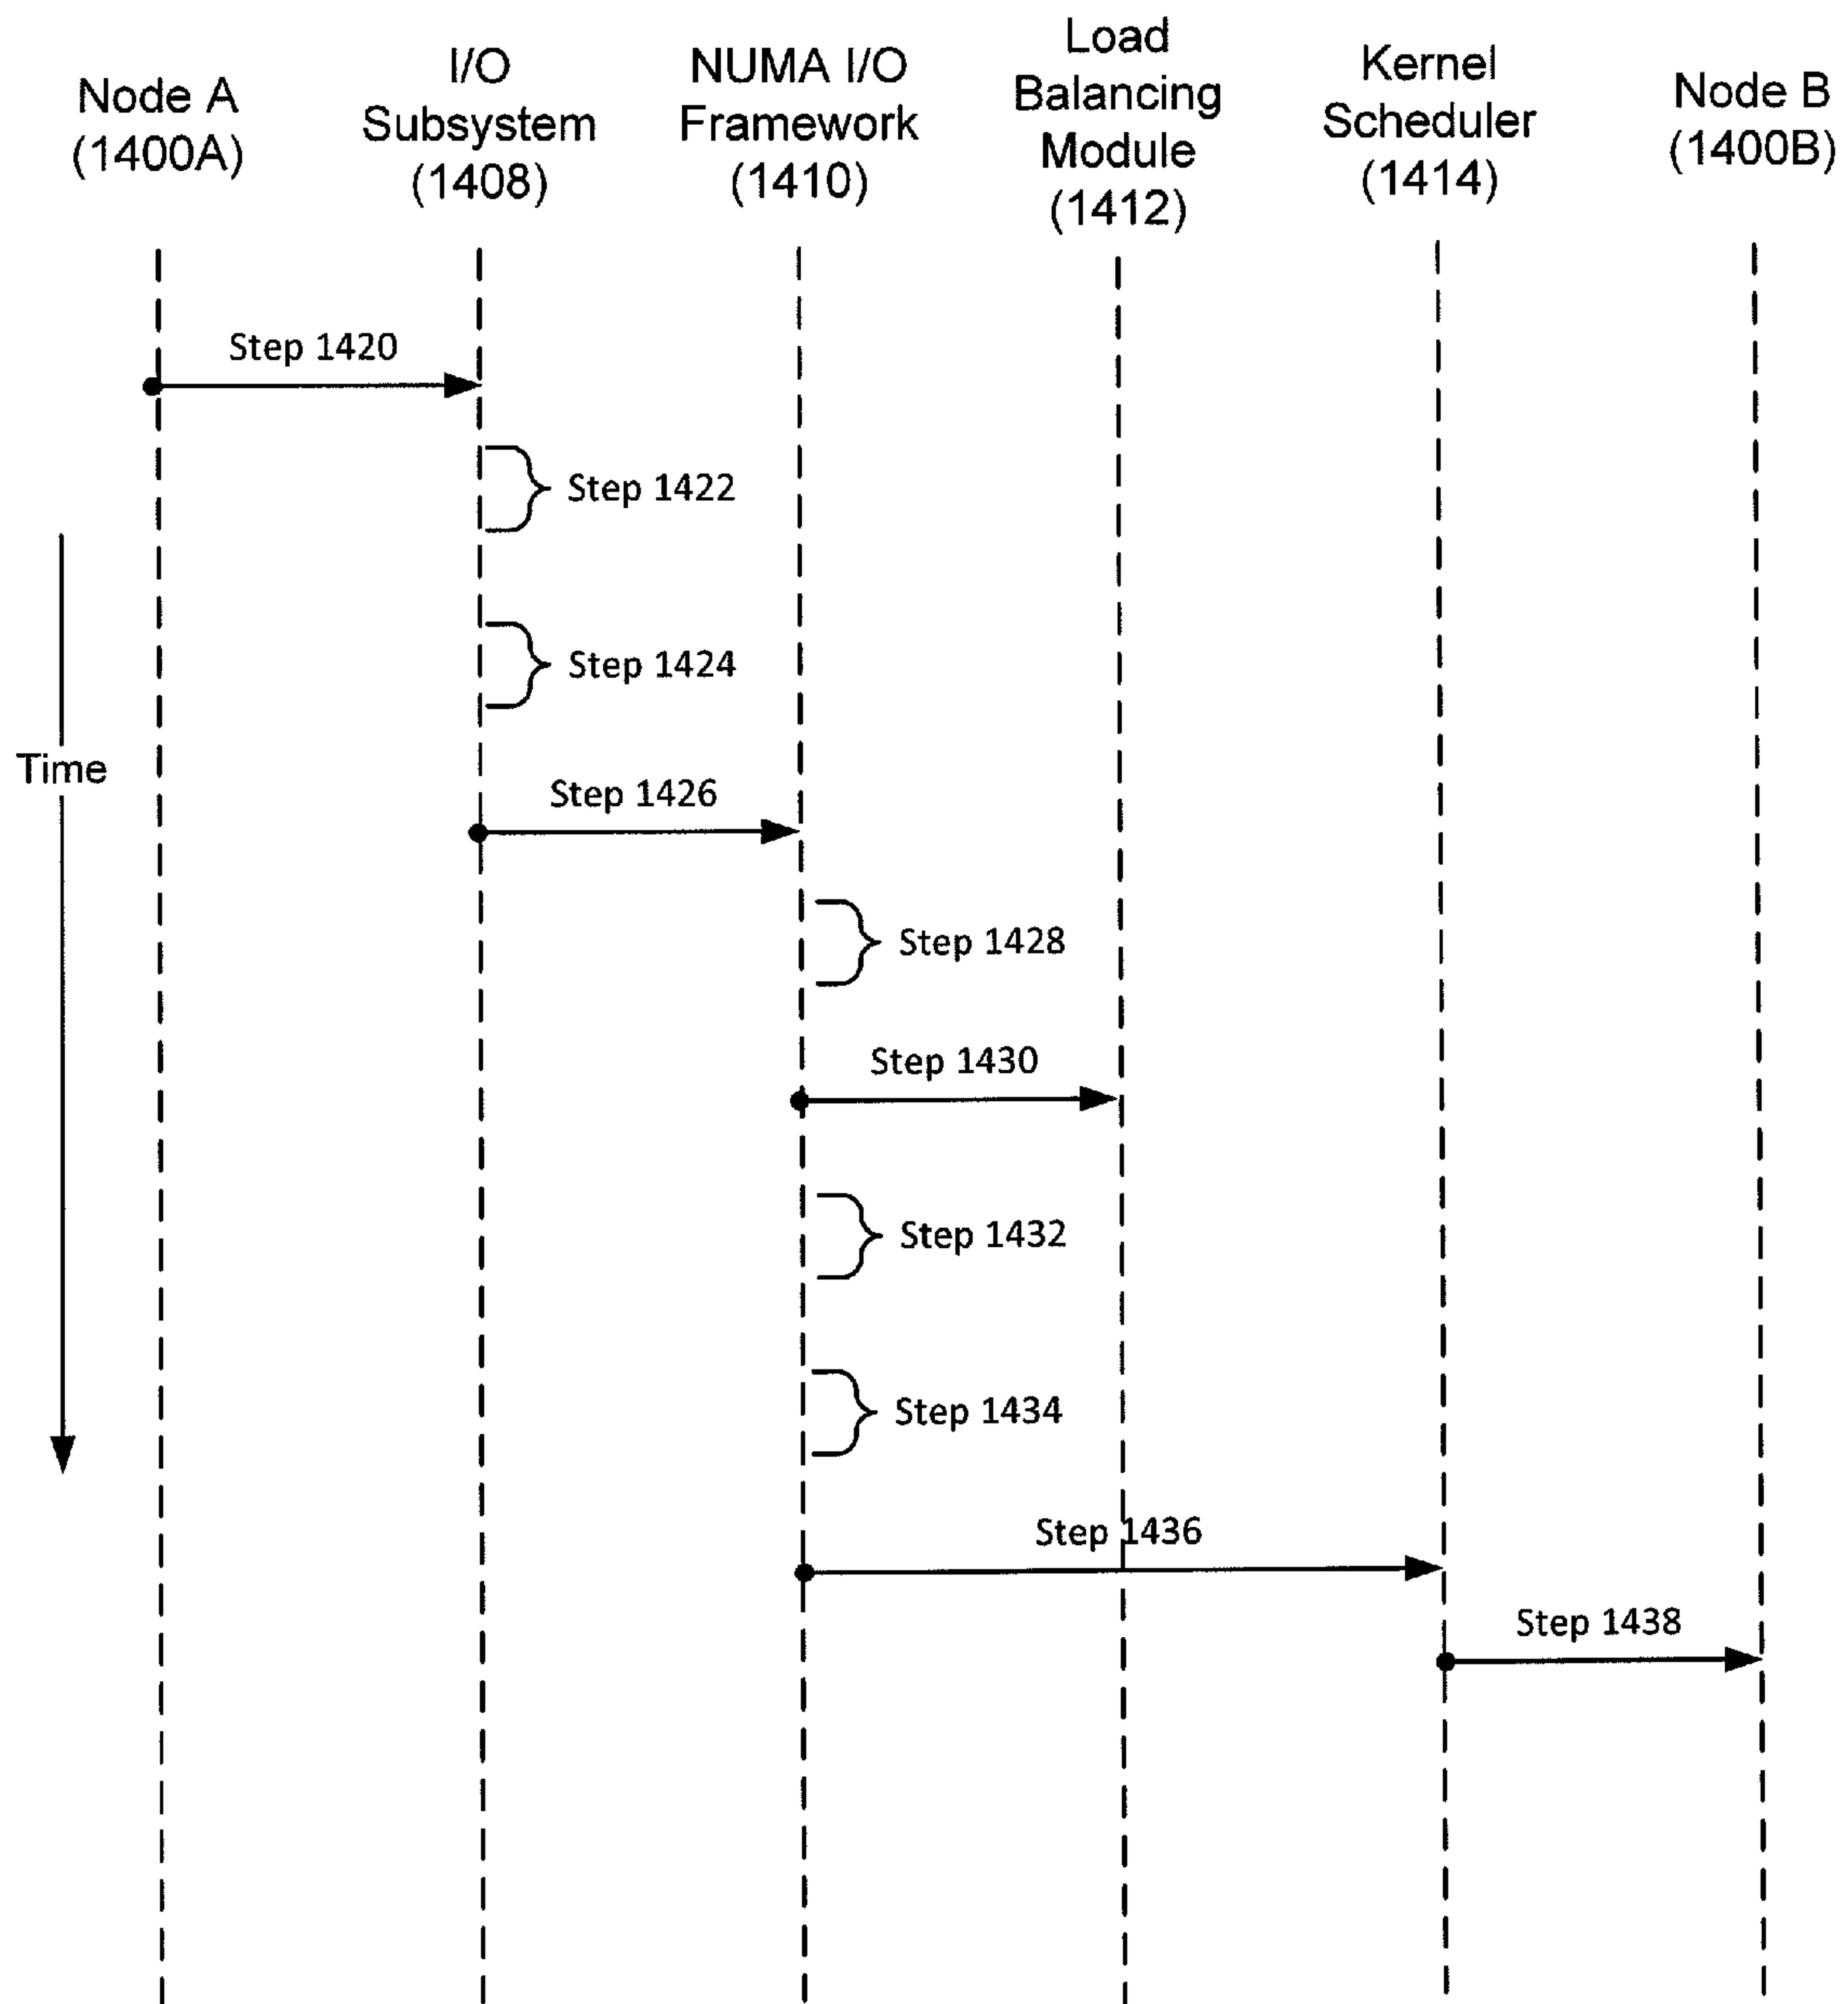 Node A
(1400A)
I/O
Subsystem
(1408)
NUMA I/O
Framework
(1410)
Load
Balancing
Module
(1412)
Kernel
Scheduler
(1414)
Node B
(1400B)
Step 1420
Step 1422
Step 1424
Time
Step 1426
Step 1428
Step 1430
Step 1432
Step 1434
Step 1436
Step 1438